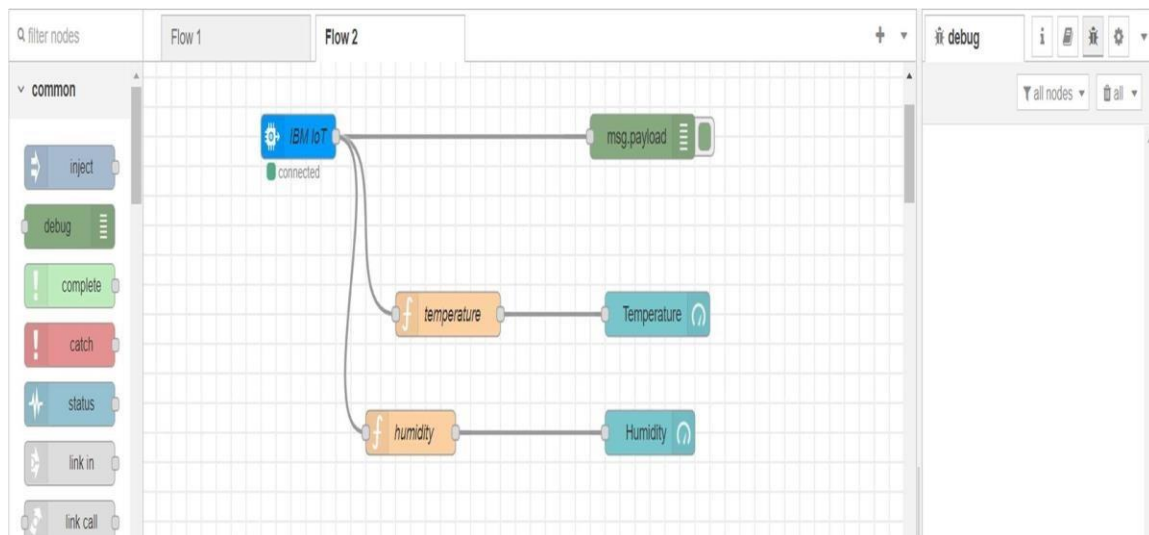 filter nodes
Flow 1
Flow 2
debug
i
all nodes
all
common
inject
debug
complete
catch
status
link in
link call
IBM IoT
connected
msg.payload
temperature
Temperature
humidity
Humidity